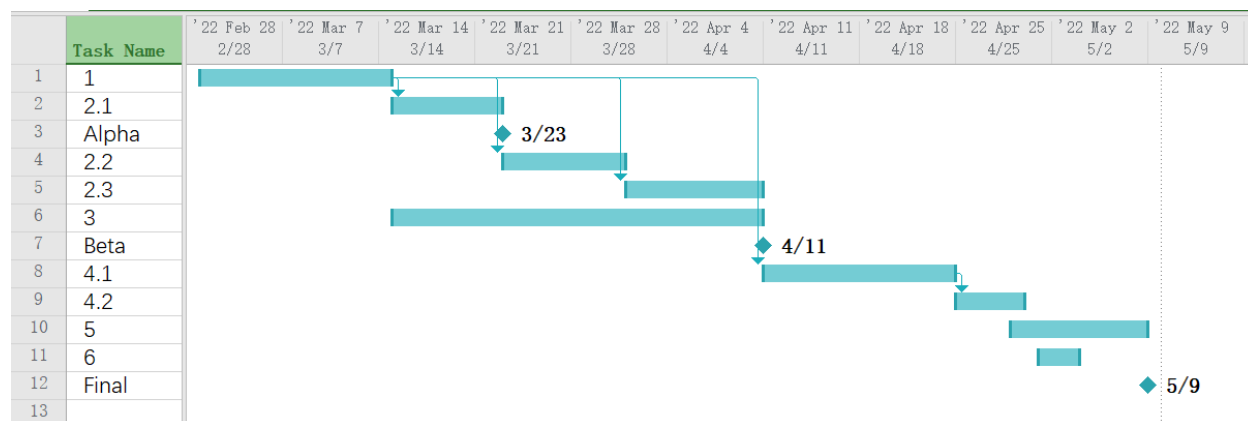 '22 Feb 28 '22 Mar 7 '22 Mar 14 '22 Mar 21 '22 Mar 28 '22 Apr 4 '22 Apr 11 '22 Apr 18 '22 Apr 25 '22 May 2 '22 May 9
Task Name 2/28 3/7 3/14 3/21 3/28 4/4 4/11 4/18 4/25 5/2 5/9
1 1
2 2.1
3 Alpha 3/23
4 2.2
5 2.3
6 3
7 Beta 4/11
8 4.1
9 4.2
10 5
11 6
12 Final 5/9
13